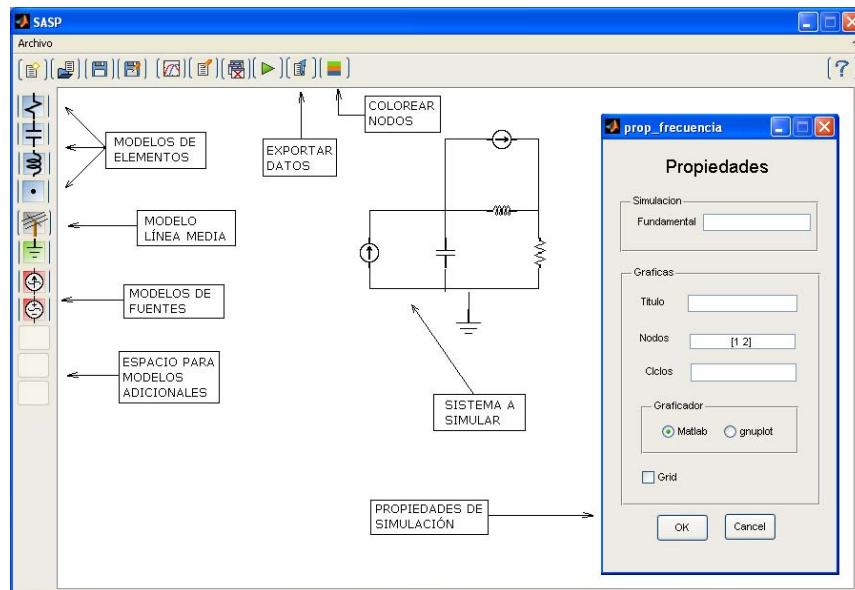 SASP
Archivo
?
COLOREAR
NODOS
EXPORTAR
DATOS
MODELOS DE
ELEMENTOS
MODELO
LÍNEA MEDIA
MODELOS DE
FUENTES
ESPACIO PARA
MODELOS
ADICIONALES
SISTEMA A
SIMULAR
PROPIEDADES DE
SIMULACIÓN
prop_frecuencia
Propiedades
Simulacion
Fundamental
Graficas
Titulo
Nodos
[1 2]
Ciclos
Graficador
Matlab
gnuplot
Grid
OK
Cancel